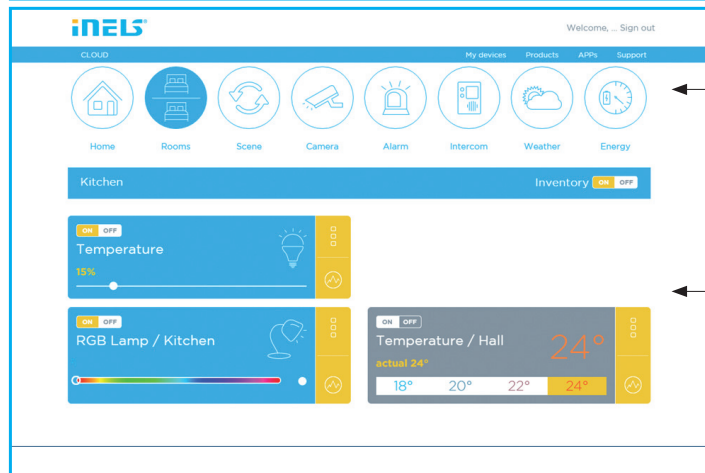 iNELS
Welcome, ... Sign out
CLOUD My devices Products APPs Support
Home Rooms Scene Camera Alarm Intercom Weather Energy
Kitchen Inventory ON OFF
ON OFF
Temperature
15%
ON OFF
RGB Lamp / Kitchen
ON OFF
Temperature / Hall 24°
actual 24°
18° 20° 22° 24°